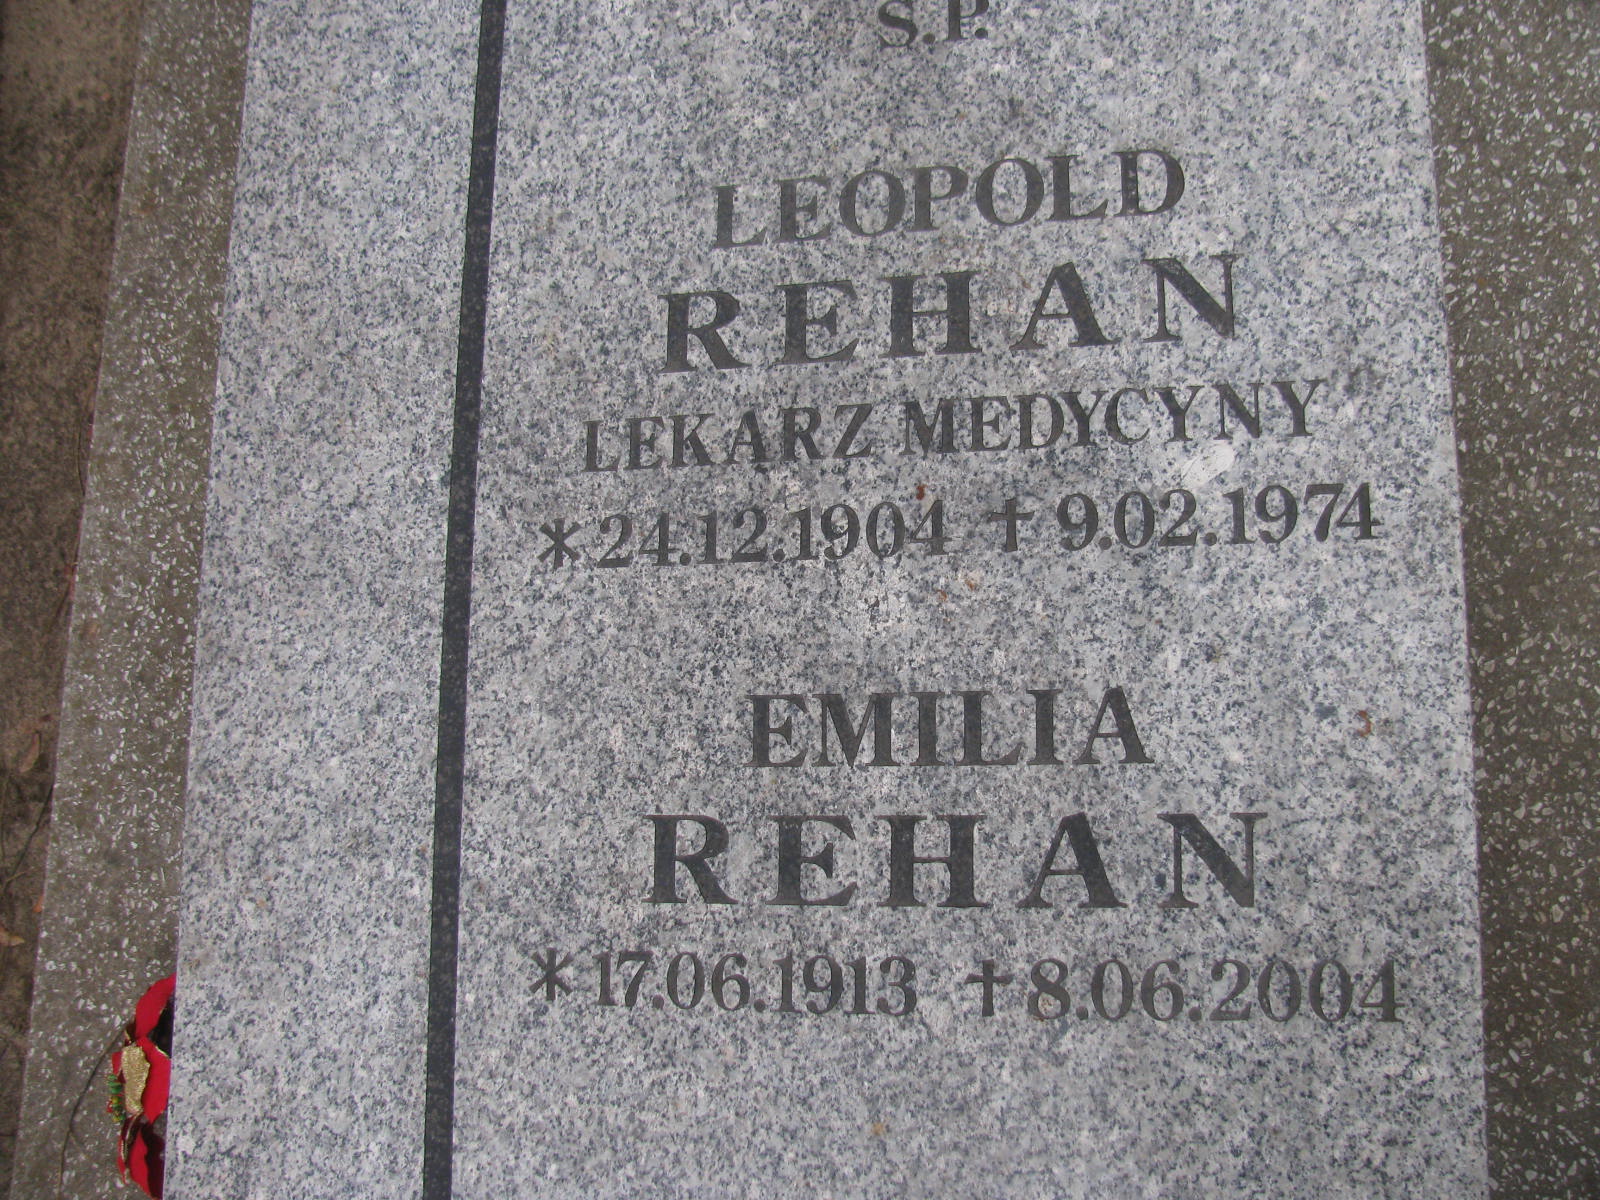 Ś.P.
LEOPOLD
REHAN
LEKARZ MEDYCYNY
* 24.12.1904 † 9.02.1974
EMILIA
REHAN
* 17.06.1913 † 8.06.2004